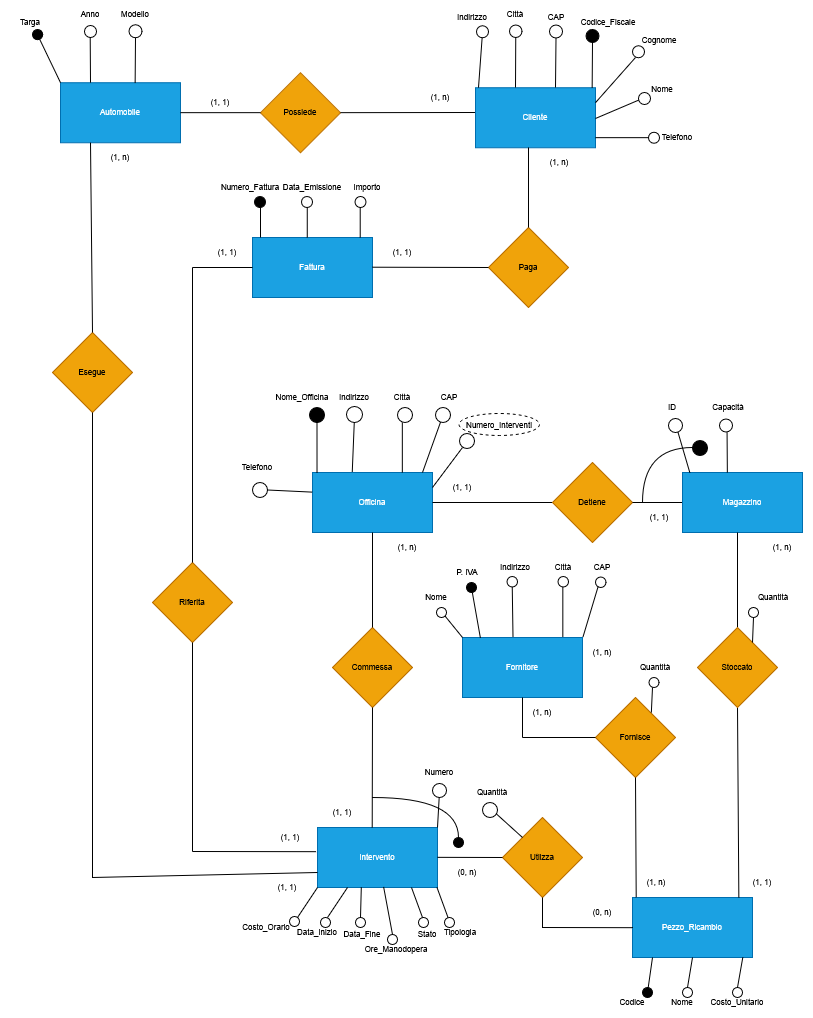 Targa
Anno
Modello
Indirizzo
Città
CAP
Codice_Fiscale
Cognome
Nome
Telefono
Automobile
(1, 1)
Possiede
(1, n)
Cliente
(1, n)
(1, n)
Numero_Fattura
Data_Emissione
Importo
(1, 1)
Fattura
(1, 1)
Paga
Esegue
Nome_Officina
Indirizzo
Città
CAP
Numero_Interventi
ID
Capacità
Telefono
Officina
(1, 1)
Detiene
(1, 1)
Magazzino
(1, n)
(1, n)
P. IVA
Indirizzo
Città
CAP
Nome
Quantità
Riferita
Commessa
Fornitore
(1, n)
Quantità
Stoccato
(1, n)
Fornisce
Numero
Quantità
(1, 1)
(1, 1)
Intervento
(0, n)
Utilizza
(1, 1)
(1, n)
(1, 1)
(0, n)
Pezzo_Ricambio
Costo_Orario
Data_Inizio
Data_Fine
Ore_Manodopera
Stato
Tipologia
Codice
Nome
Costo_Unitario